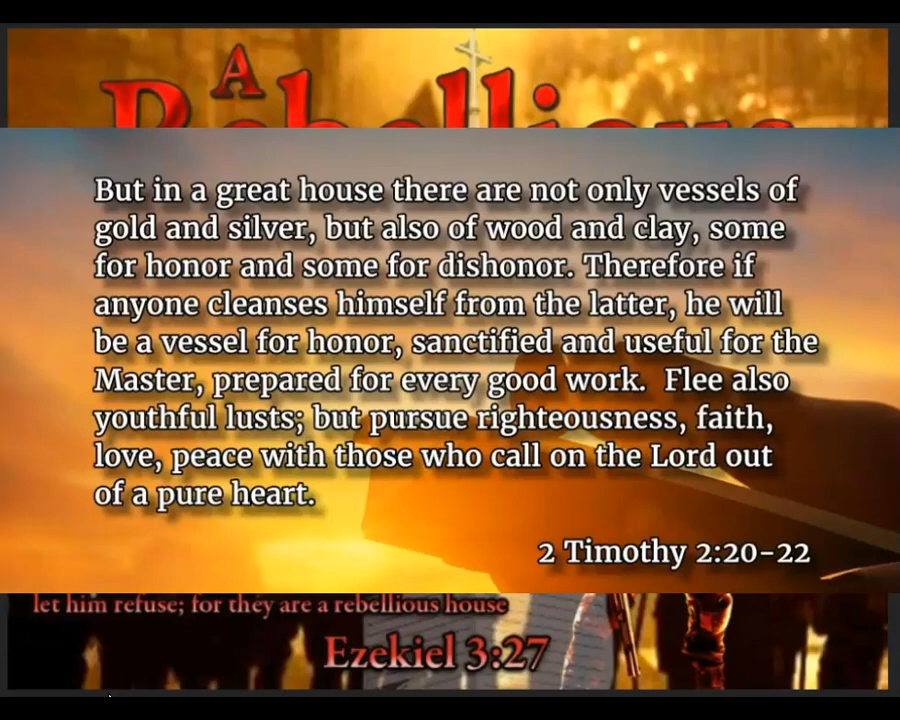 A
Rebellious
But in a great house there are not only vessels of
gold and silver, but also of wood and clay, some
for honor and some for dishonor. Therefore if
anyone cleanses himself from the latter, he will
be a vessel for honor, sanctified and useful for the
Master, prepared for every good work. Flee also
youthful lusts; but pursue righteousness, faith,
love, peace with those who call on the Lord out
of a pure heart.
2 Timothy 2:20-22
let him refuse; for they are a rebellious house
Ezekiel 3:27